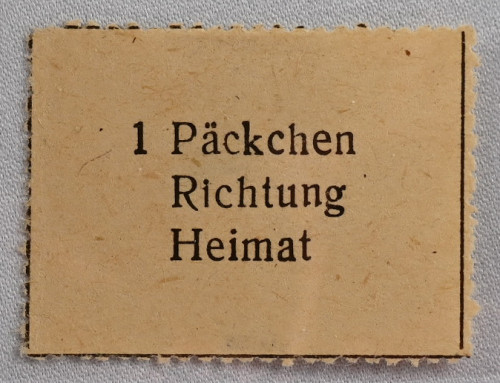 1 Päckchen
Richtung
Heimat